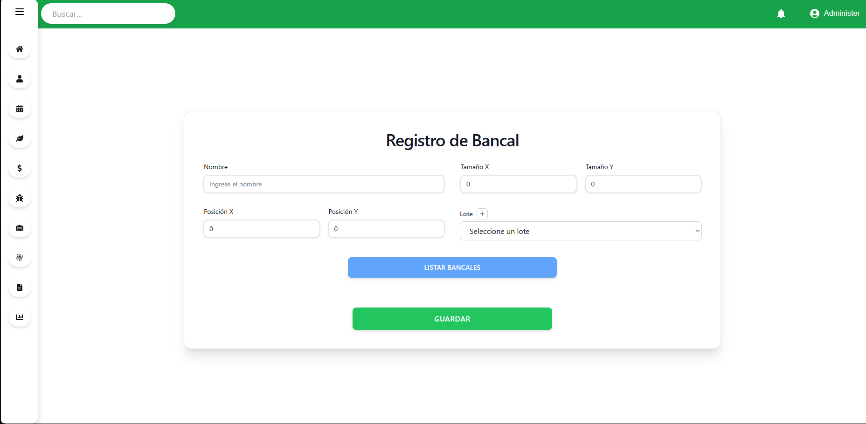 Buscar...
Administer
Registro de Bancal
Nombre
Tamaño X
Tamaño Y
Ingrese el nombre
0
0
Posición X
Posición Y
Lote +
0
0
Seleccione un lote
LISTAR BANCALES
GUARDAR